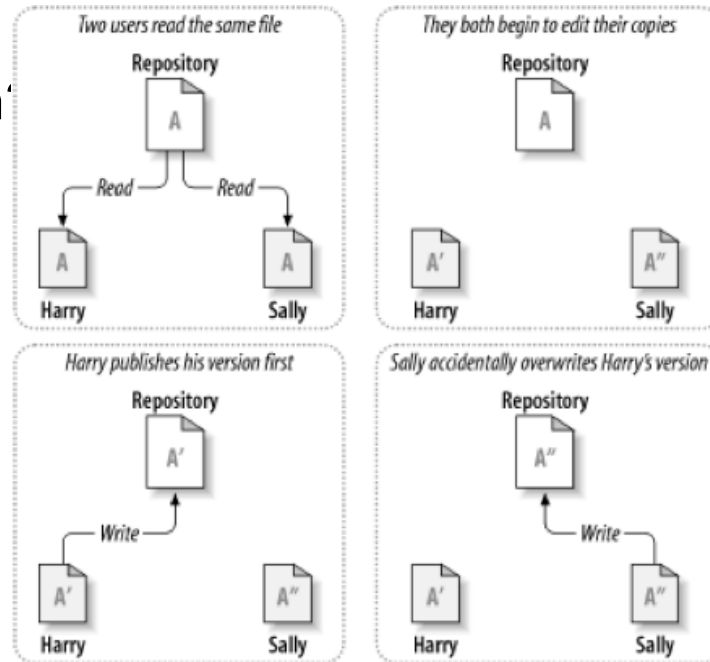 Two users read the same file
Repository
A
Read
Read
A
A
Harry
Sally
They both begin to edit their copies
Repository
A
A'
A"
Harry
Sally
Harry publishes his version first
Repository
A'
Write
A'
A"
Harry
Sally
Sally accidentally overwrites Harry's version
Repository
A"
Write
A'
A"
Harry
Sally